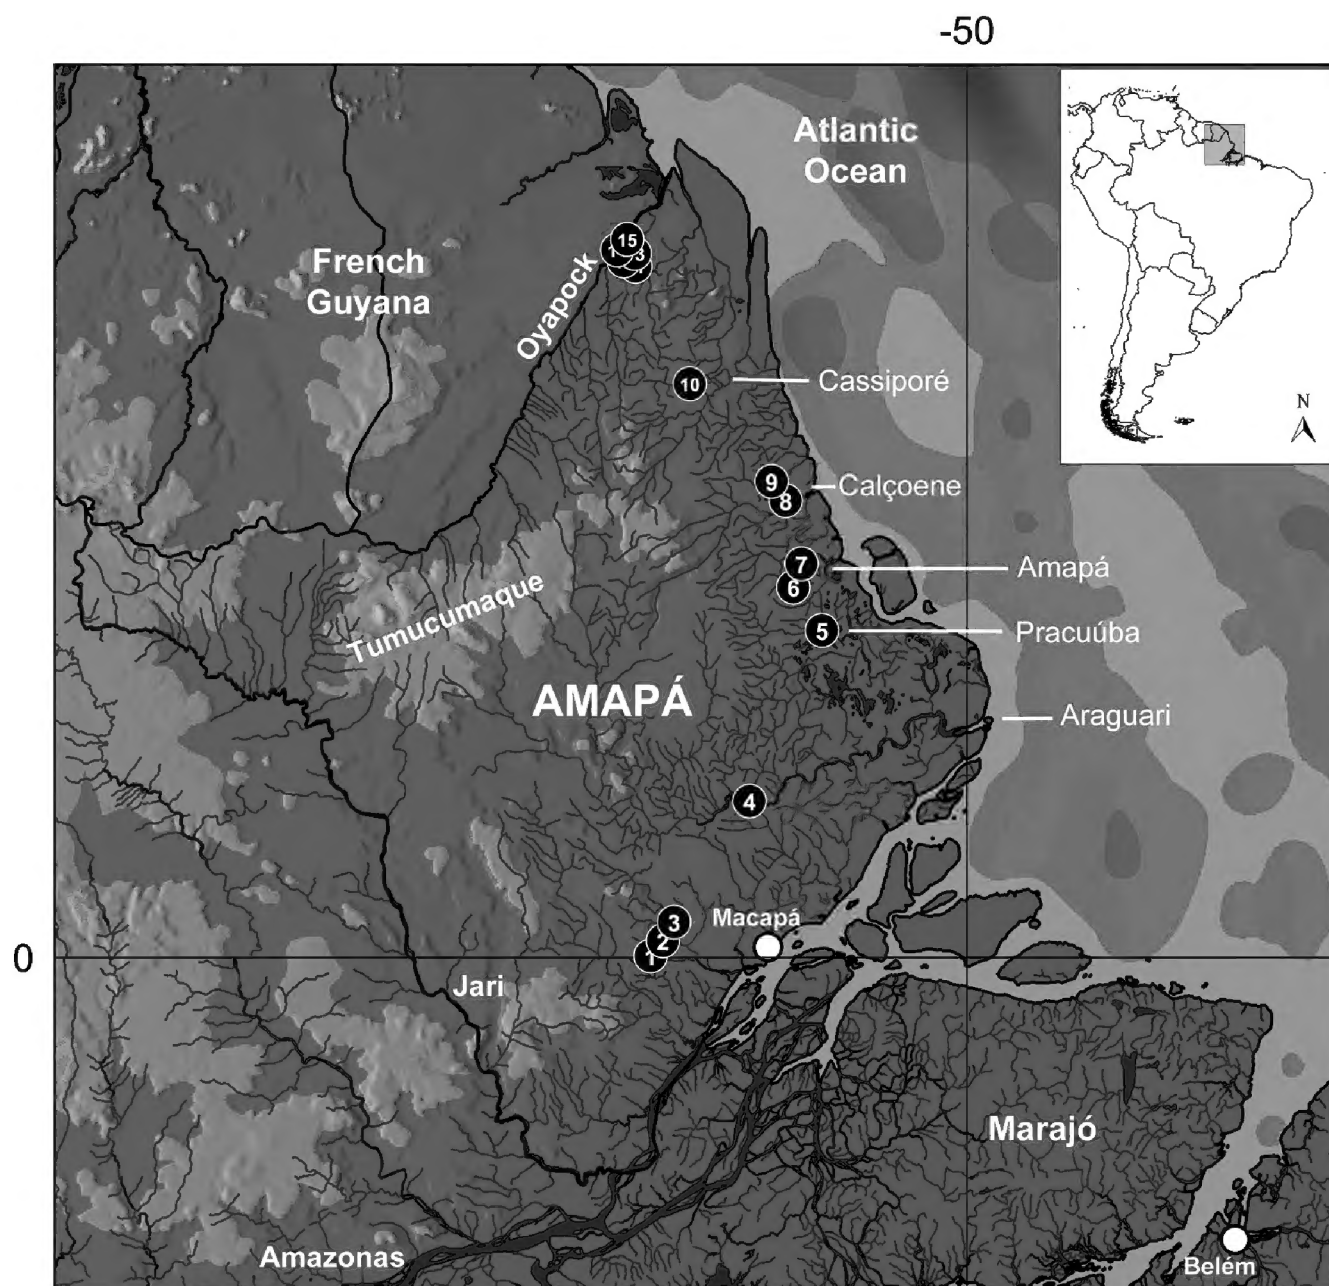 -50
Atlantic
Ocean
N
French
Guyana
Oyapock
15
10
Cassiporé
9
8
Calçoene
7
6
Amapá
5
Pracuúba
Tumucumaque
AMAPÁ
Araguari
4
3
2
1
Macapá
0
Jari
Marajó
Amazonas
Belém